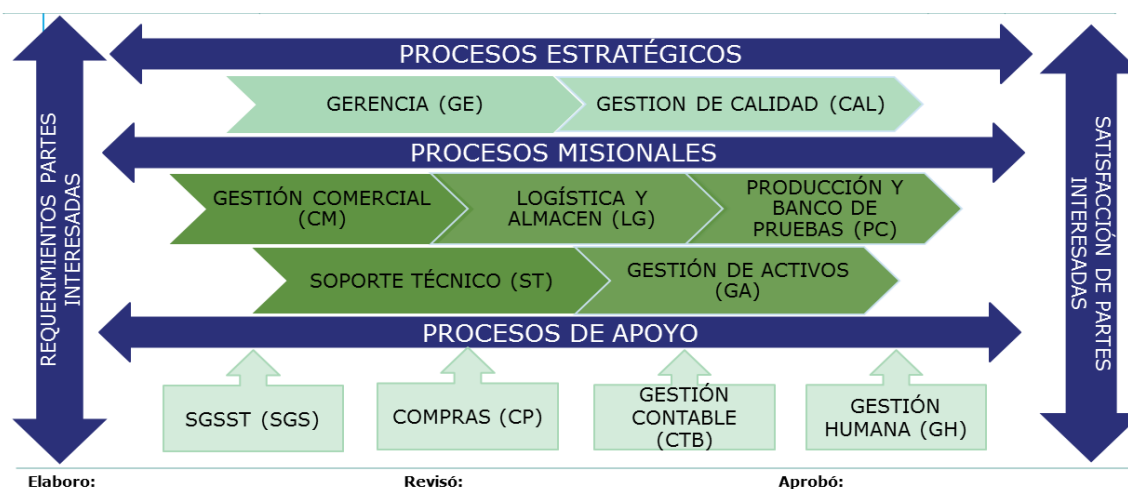 PROCESOS ESTRATÉGICOS
GERENCIA (GE)
GESTION DE CALIDAD (CAL)
PROCESOS MISIONALES
GESTIÓN COMERCIAL
(CM)
LOGÍSTICA Y
ALMACEN (LG)
PRODUCCIÓN Y
BANCO DE
PRUEBAS (PC)
SOPORTE TÉCNICO (ST)
GESTIÓN DE ACTIVOS
(GA)
PROCESOS DE APOYO
SGSST (SGS)
COMPRAS (CP)
GESTIÓN
CONTABLE
(CTB)
GESTIÓN
HUMANA (GH)
REQUERIMIENTOS PARTES
INTERESADAS
SATISFACCIÓN DE PARTES
INTERESADAS
Elaboro:
Revisó:
Aprobó: